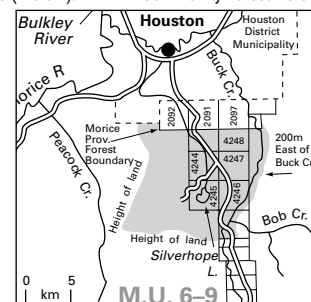 Bulkley
River
Houston
Houston
District
Municipality
Buck Cr.
Morice R
Peacock Cr.
Morice
Prov.
Forest
Boundary
2092
2091
2097
4248
4247
4244
4245
4246
200m
East of
Buck Cr
Height of land
Bob Cr.
Height of land
Silverhope
L.
0 5
km
M.U. 6–9